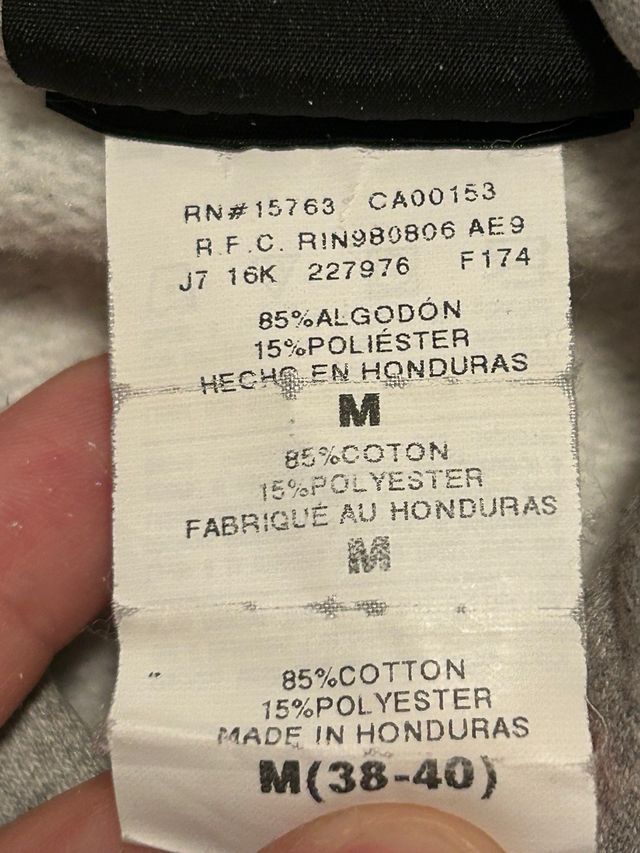 RN#15763 CA00153
R.F.C. RIN980806 AE9
J7 16K 227976 F174
85%ALGODÓN
15%POLIÉSTER
HECHO EN HONDURAS
M
85%COTON
15%POLYESTER
FABRIQUÉ AU HONDURAS
M
85%COTTON
15%POLYESTER
MADE IN HONDURAS
M(38-40)